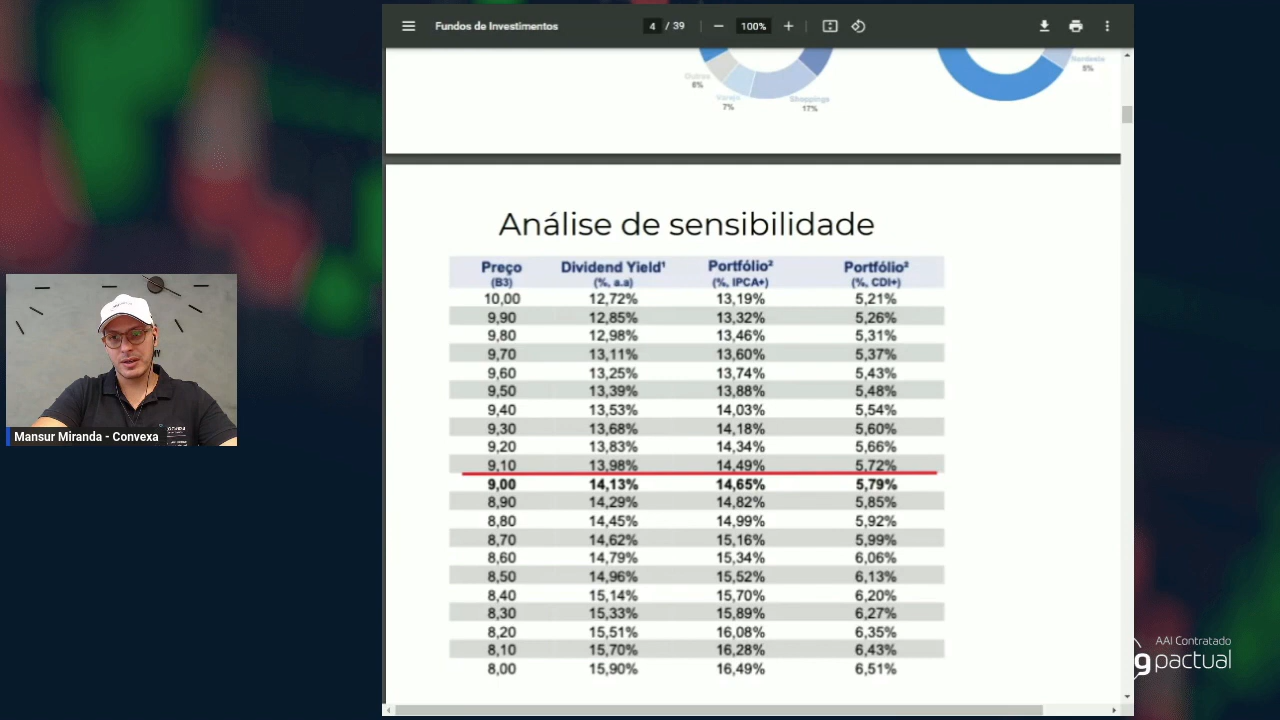 Fundos de Investimentos
4 / 39
100%
Outros
6%
Varejo
7%
Shoppings
17%
Nordeste
5%
Análise de sensibilidade
Preço Dividend Yield¹ Portfólio² Portfólio²
(B3) (%, a.a) (%, IPCA+) (%, CDI+)
10,00 12,72% 13,19% 5,21%
9,90 12,85% 13,32% 5,26%
9,80 12,98% 13,46% 5,31%
9,70 13,11% 13,60% 5,37%
9,60 13,25% 13,74% 5,43%
9,50 13,39% 13,88% 5,48%
9,40 13,53% 14,03% 5,54%
9,30 13,68% 14,18% 5,60%
9,20 13,83% 14,34% 5,66%
9,10 13,98% 14,49% 5,72%
9,00 14,13% 14,65% 5,79%
8,90 14,29% 14,82% 5,85%
8,80 14,45% 14,99% 5,92%
8,70 14,62% 15,16% 5,99%
8,60 14,79% 15,34% 6,06%
8,50 14,96% 15,52% 6,13%
8,40 15,14% 15,70% 6,20%
8,30 15,33% 15,89% 6,27%
8,20 15,51% 16,08% 6,35%
8,10 15,70% 16,28% 6,43%
8,00 15,90% 16,49% 6,51%
Mansur Miranda - Convexa
AAI Contratado
g pactual